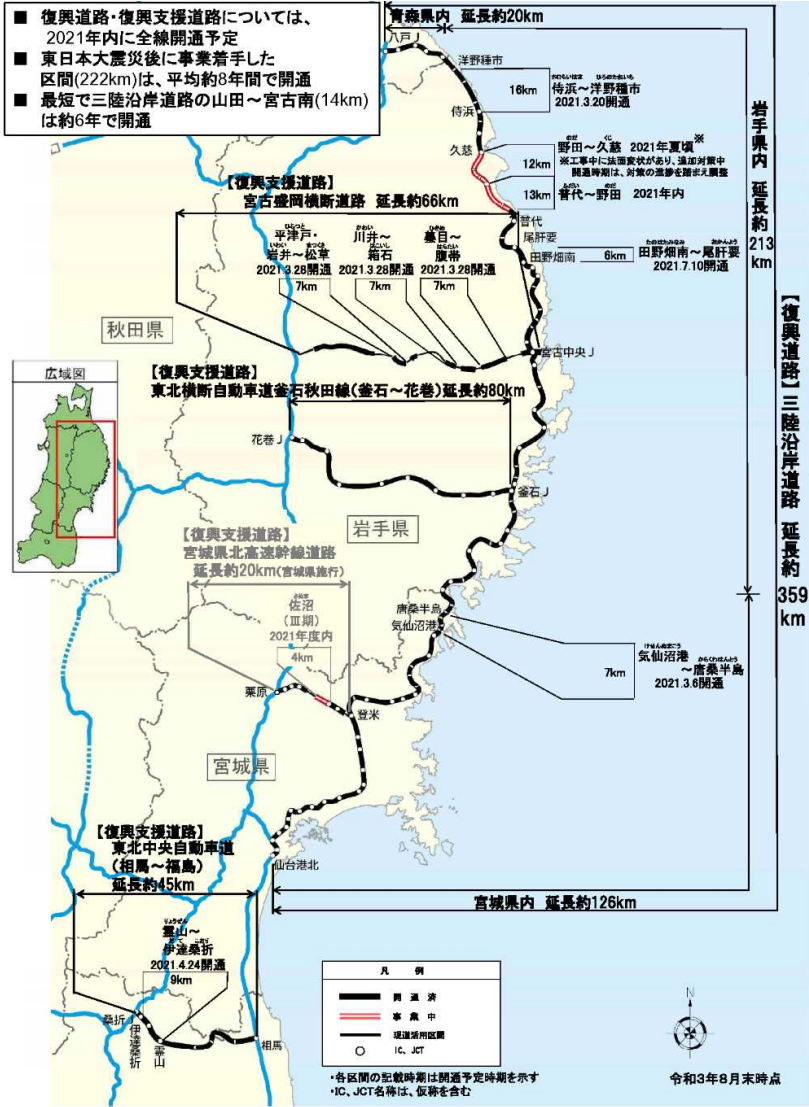 ■ 復興道路・復興支援道路については、
2021年内に全線開通予定
■ 東日本大震災後に事業着手した
区間(222km)は、平均約8年間で開通
■ 最短で三陸沿岸道路の山田～宮古南(14km)
は約6年で開通
青森県内 延長約20km
八戸J
洋野種市
16km
侍浜～洋野種市
2021.3.20開通
侍浜
久慈
12km
野田～久慈 2021年夏頃※
※工事中に法面変状があり、追加対策中
開通時期は、対策の進捗を踏まえ調整
13km
普代～野田 2021年内
普代
尾肝要
田野畑南
6km
田野畑南～尾肝要
2021.7.10開通
岩手県内 延長約213km
【復興道路】三陸沿岸道路 延長約359km
【復興支援道路】
宮古盛岡横断道路 延長約66km
平津戸・
岩井～松草
2021.3.28開通
7km
川井～
箱石
2021.3.28開通
7km
蟇目～
腹帯
2021.3.28開通
7km
秋田県
宮古中央J
広域図
【復興支援道路】
東北横断自動車道釜石秋田線(釜石～花巻)延長約80km
花巻J
釜石J
岩手県
【復興支援道路】
宮城県北高速幹線道路
延長約20km(宮城県施行)
佐沼
(Ⅲ期)
2021年度内
4km
唐桑半島
気仙沼港
7km
気仙沼港
～唐桑半島
2021.3.6開通
栗原
登米
宮城県
【復興支援道路】
東北中央自動車道
(相馬～福島)
延長約45km
仙台港北
宮城県内 延長約126km
霊山～
伊達桑折
2021.4.24開通
9km
桑折J
伊達桑折
霊山
相馬
凡 例
開 通 済
事 業 中
現道活用区間
IC、JCT
・各区間の記載時期は開通予定時期を示す
・IC、JCT名称は、仮称を含む
N
令和3年8月末時点